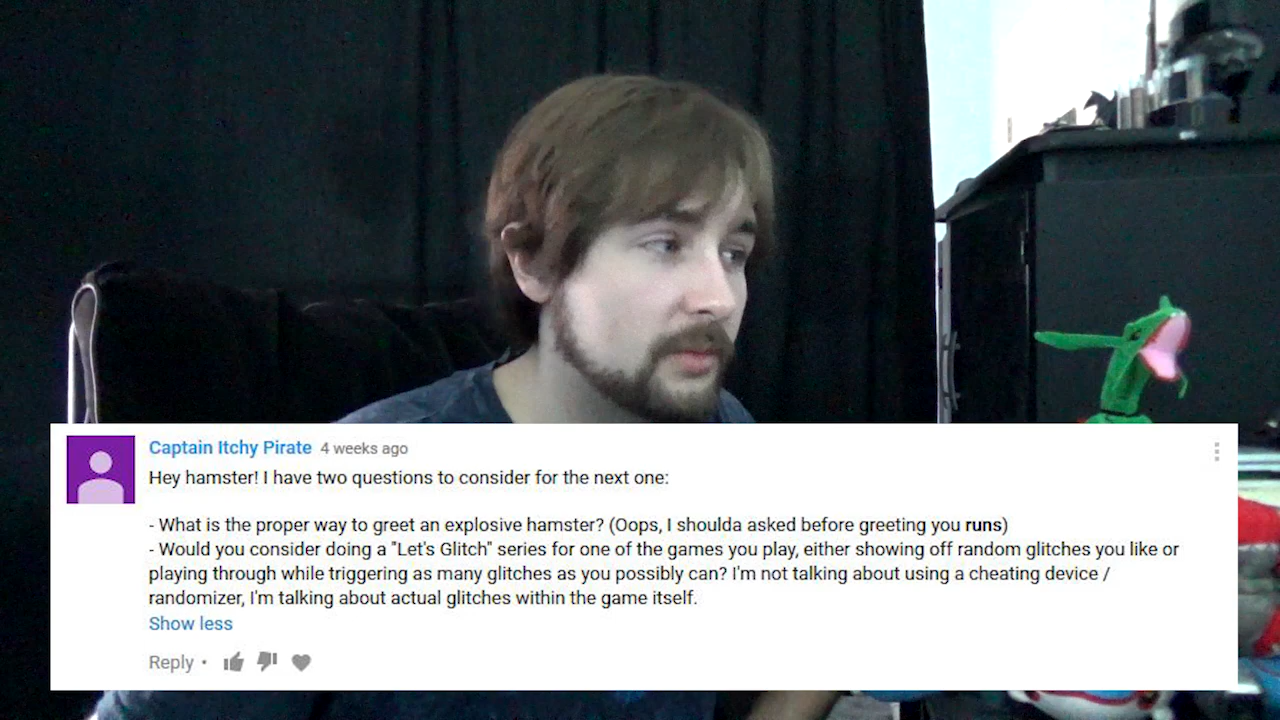 Captain Itchy Pirate 4 weeks ago
Hey hamster! I have two questions to consider for the next one:
- What is the proper way to greet an explosive hamster? (Oops, I shoulda asked before greeting you runs)
- Would you consider doing a "Let's Glitch" series for one of the games you play, either showing off random glitches you like or
playing through while triggering as many glitches as you possibly can? I'm not talking about using a cheating device /
randomizer, I'm talking about actual glitches within the game itself.
Show less
Reply •